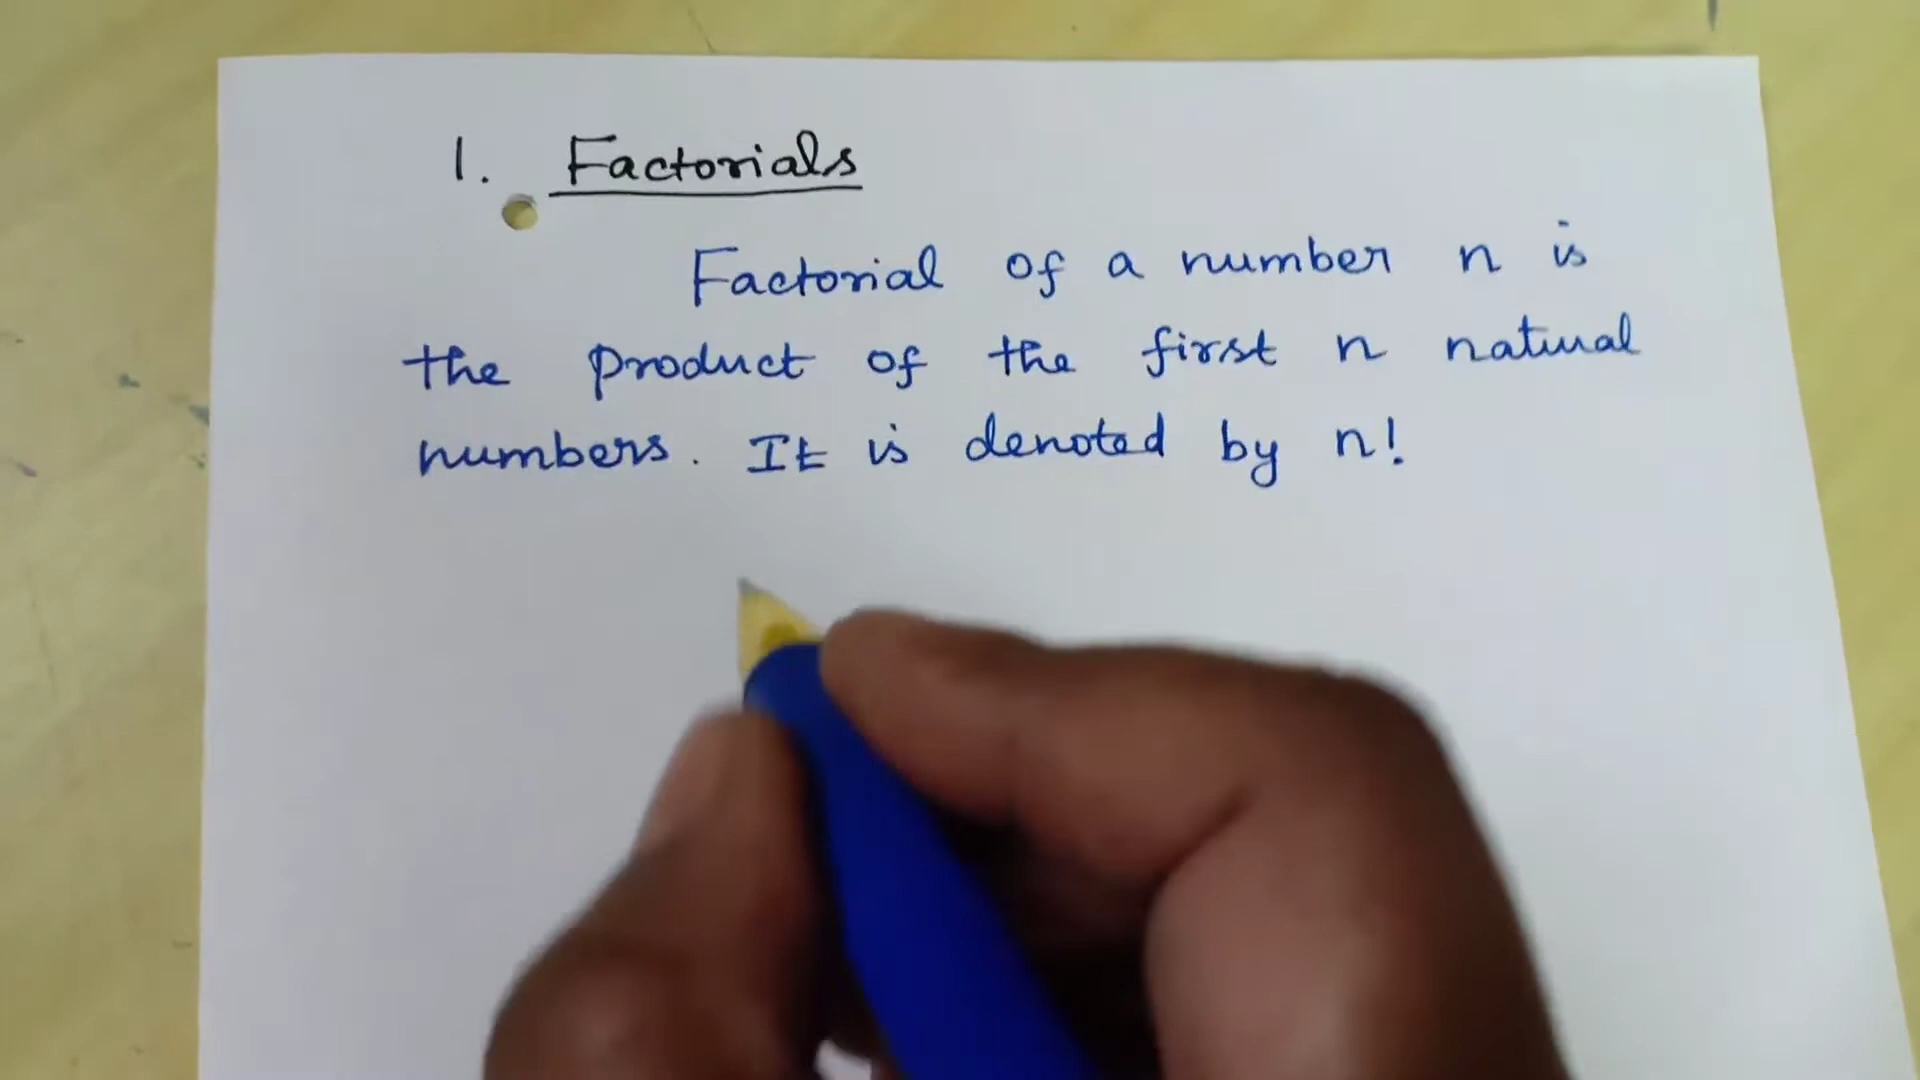 1. Factorials
Factorial of a number n is
the product of the first n natural
numbers. It is denoted by n!